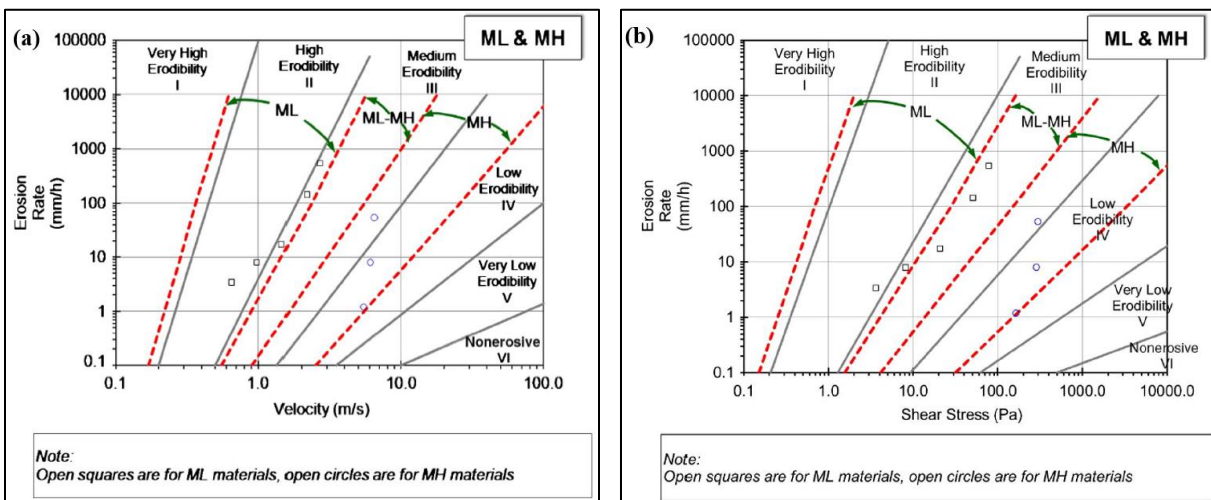 (a)
ML & MH
100000
10000
1000
100
10
1
0.1
Erosion
Rate
(mm/h)
Very High
Erodibility
I
High
Erodibility
II
Medium
Erodibility
III
ML
ML-MH
MH
Low
Erodibility
IV
Very Low
Erodibility
V
Nonerosive
VI
0.1
1.0
10.0
100.0
Velocity (m/s)
Note:
Open squares are for ML materials, open circles are for MH materials
(b)
ML & MH
100000
10000
1000
100
10
1
0.1
Erosion
Rate
(mm/h)
Very High
Erodibility
I
High
Erodibility
II
Medium
Erodibility
III
ML
ML-MH
MH
Low
Erodibility
IV
Very Low
Erodibility
V
Nonerosive
VI
0.1
1.0
10.0
100.0
1000.0
10000.0
Shear Stress (Pa)
Note:
Open squares are for ML materials, open circles are for MH materials